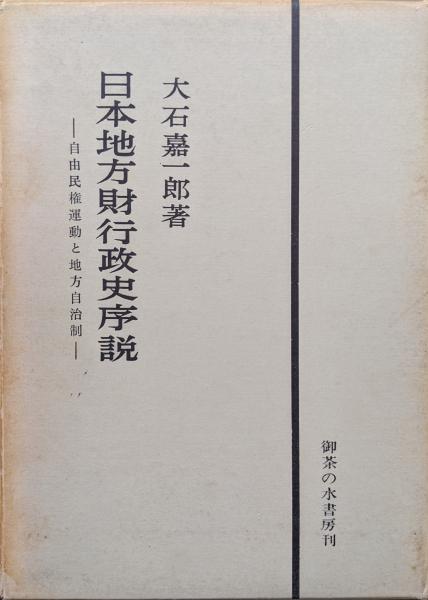 大石嘉一郎著
日本地方財行政史序説
―自由民権運動と地方自治制―
御茶の水書房刊